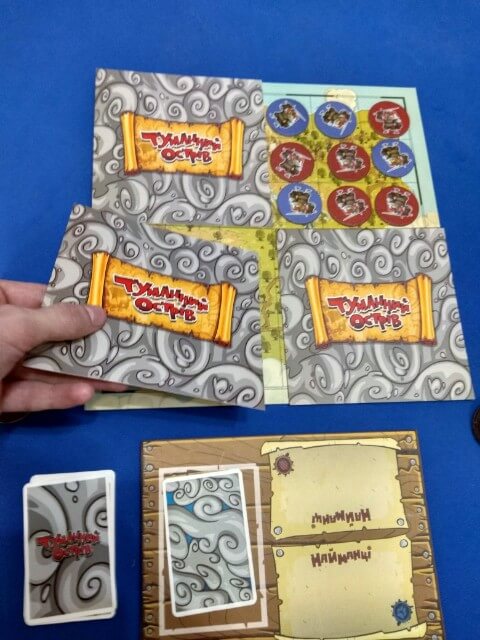 Туманний
острів
Туманний
острів
Туманний
острів
Туманний
острів
Найманці
Найманці